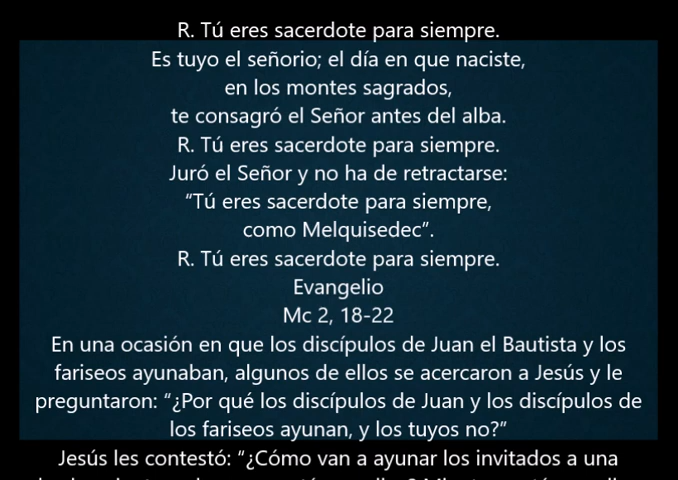 R. Tú eres sacerdote para siempre.
Es tuyo el señorio; el día en que naciste,
en los montes sagrados,
te consagró el Señor antes del alba.
R. Tú eres sacerdote para siempre.
Juró el Señor y no ha de retractarse:
“Tú eres sacerdote para siempre,
como Melquisedec”.
R. Tú eres sacerdote para siempre.
Evangelio
Mc 2, 18-22
En una ocasión en que los discípulos de Juan el Bautista y los
fariseos ayunaban, algunos de ellos se acercaron a Jesús y le
preguntaron: “¿Por qué los discípulos de Juan y los discípulos de
los fariseos ayunan, y los tuyos no?”
Jesús les contestó: “¿Cómo van a ayunar los invitados a una